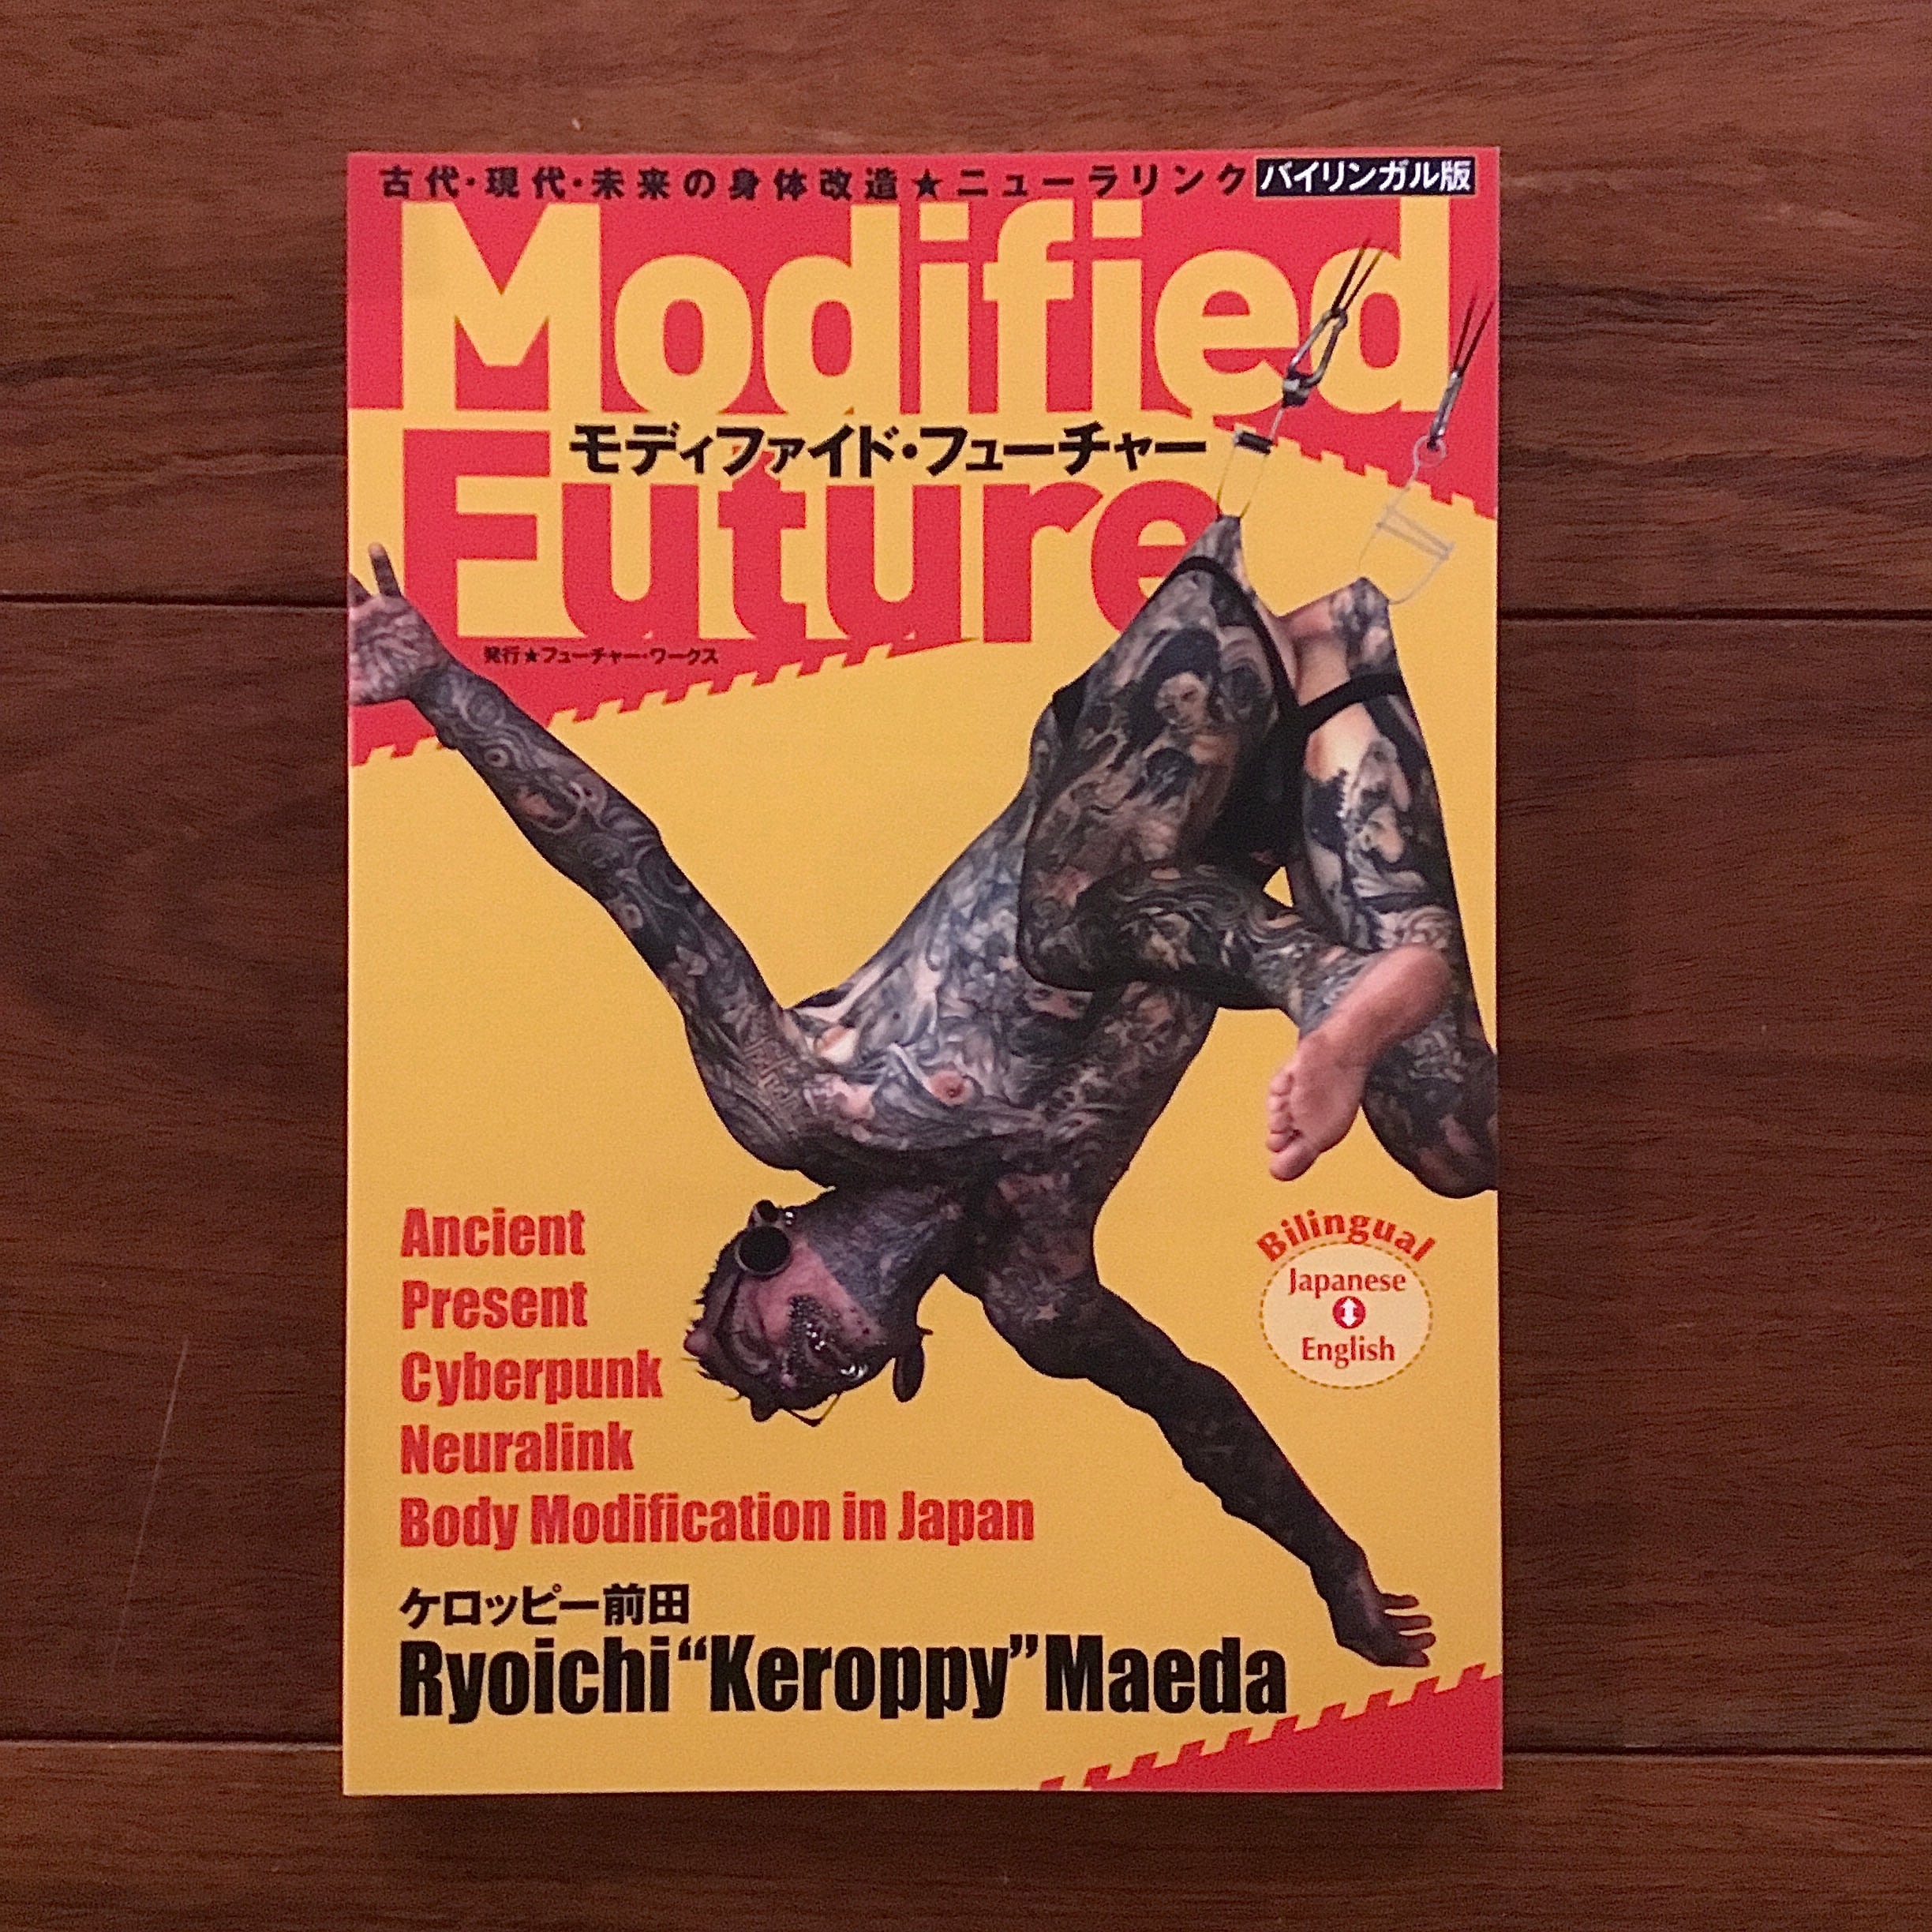 古代・現代・未来の身体改造★ニューラリンク バイリンガル版
Modified
モディファイド・フューチャー
Future
発行★フューチャー・ワークス
Ancient
Present
Cyberpunk
Neuralink
Body Modification in Japan
Bilingual
Japanese
English
ケロッピー前田
Ryoichi“Keroppy”Maeda